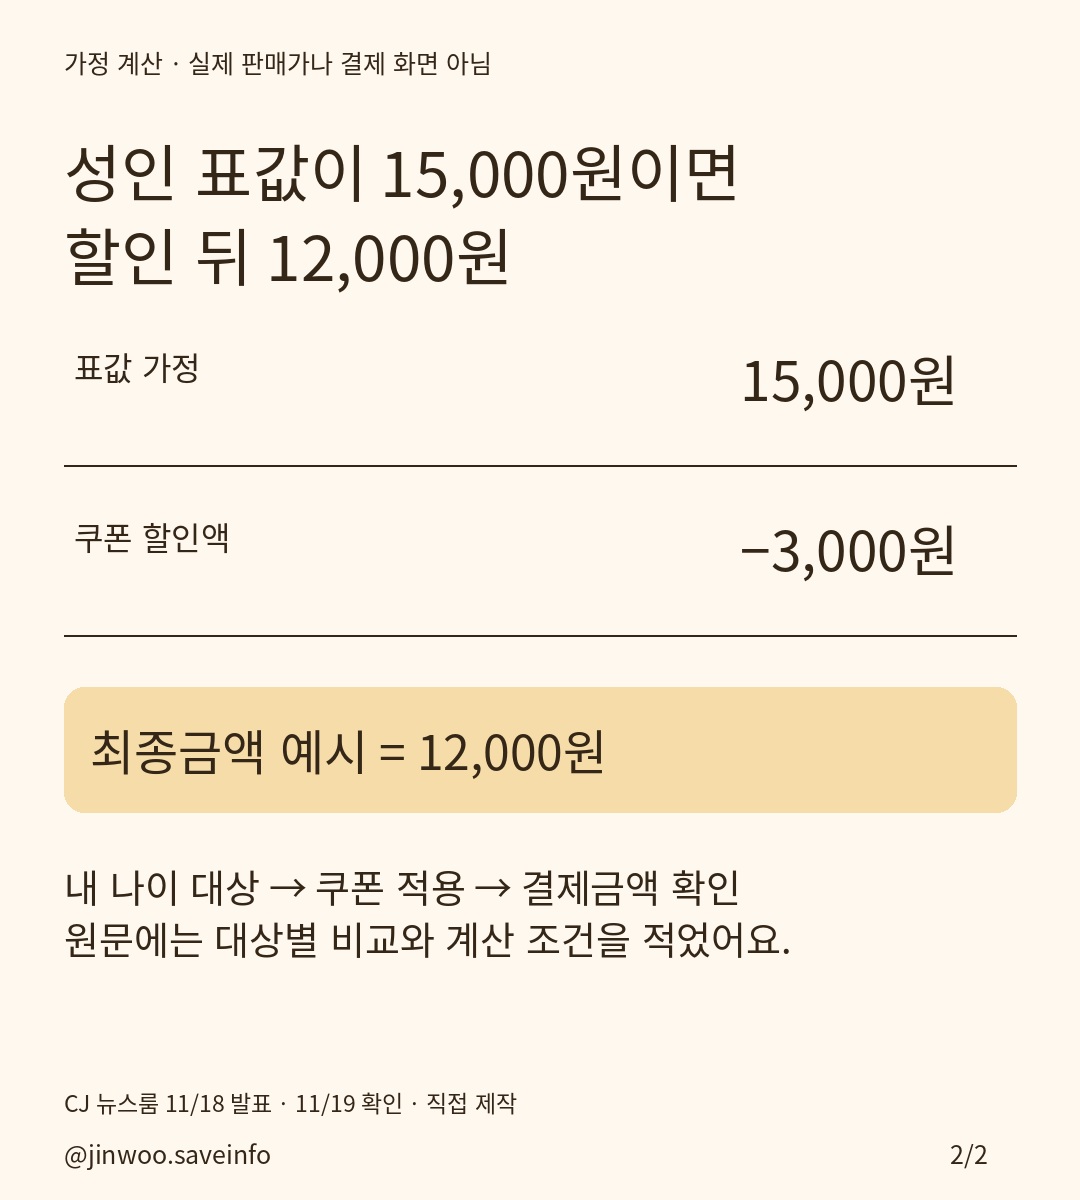 가정 계산 · 실제 판매가나 결제 화면 아님
성인 표값이 15,000원이면
할인 뒤 12,000원
표값 가정
15,000원
쿠폰 할인액
−3,000원
최종금액 예시 = 12,000원
내 나이 대상 → 쿠폰 적용 → 결제금액 확인
원문에는 대상별 비교와 계산 조건을 적었어요.
CJ 뉴스룸 11/18 발표 · 11/19 확인 · 직접 제작
@jinwoo.saveinfo
2/2